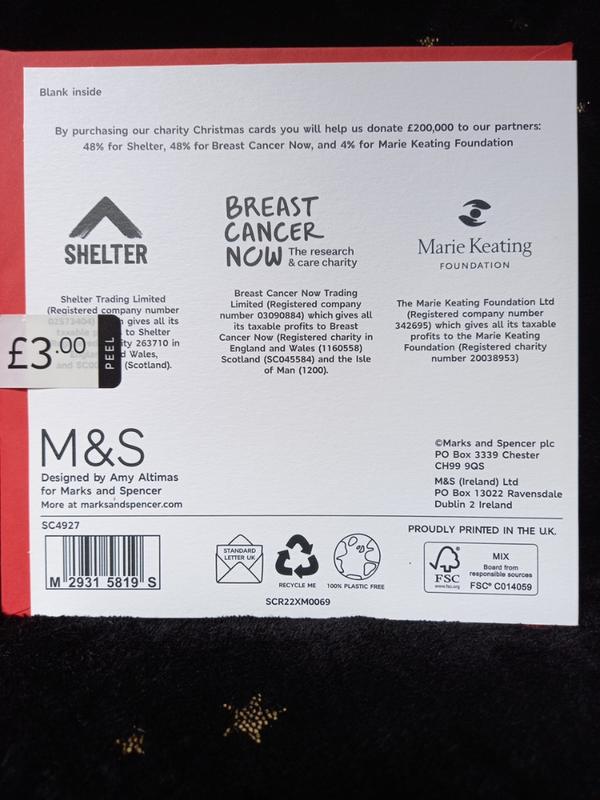 Blank inside
By purchasing our charity Christmas cards you will help us donate £200,000 to our partners:
48% for Shelter, 48% for Breast Cancer Now, and 4% for Marie Keating Foundation
SHELTER
Shelter Trading Limited
(Registered company number
gives all its
taxable to Shelter
263710 in
Wales,
(Scotland).
BREAST
CANCER
NOW The research
& care charity
Breast Cancer Now Trading
Limited (Registered company
number 03090884) which gives all
its taxable profits to Breast
Cancer Now (Registered charity in
England and Wales (1160558)
Scotland (SC045584) and the Isle
of Man (1200).
Marie Keating
FOUNDATION
The Marie Keating Foundation Ltd
(Registered company number
342695) which gives all its taxable
profits to the Marie Keating
Foundation (Registered charity
number 20038953)
£3.00
PEEL
M&S
Designed by Amy Altimas
for Marks and Spencer
More at marksandspencer.com
©Marks and Spencer plc
PO Box 3339 Chester
CH99 9QS
M&S (Ireland) Ltd
PO Box 13022 Ravensdale
Dublin 2 Ireland
SC4927
PROUDLY PRINTED IN THE U.K.
M 2931 5819 S
STANDARD
LETTER UK
RECYCLE ME
100% PLASTIC FREE
SCR22XM0069
FSC
www.fsc.org
MIX
Board from
responsible sources
FSC® C014059